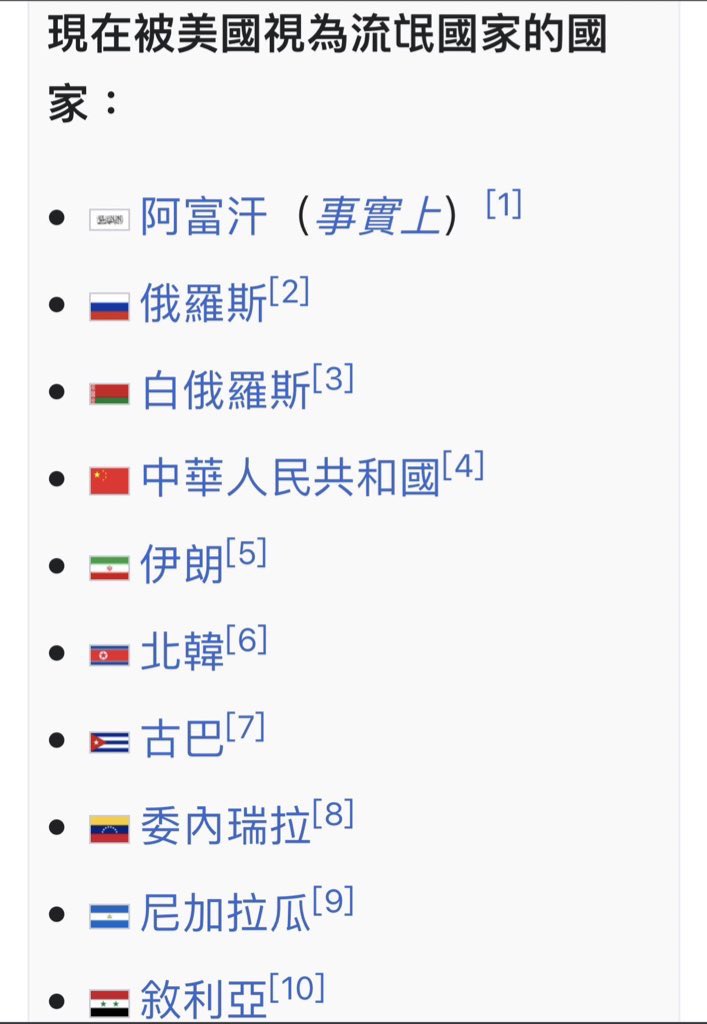 現在被美國視為流氓國家的國
家：
阿富汗（事實上）[1]
俄羅斯[2]
白俄羅斯[3]
中華人民共和國[4]
伊朗[5]
北韓[6]
古巴[7]
委內瑞拉[8]
尼加拉瓜[9]
敘利亞[10]